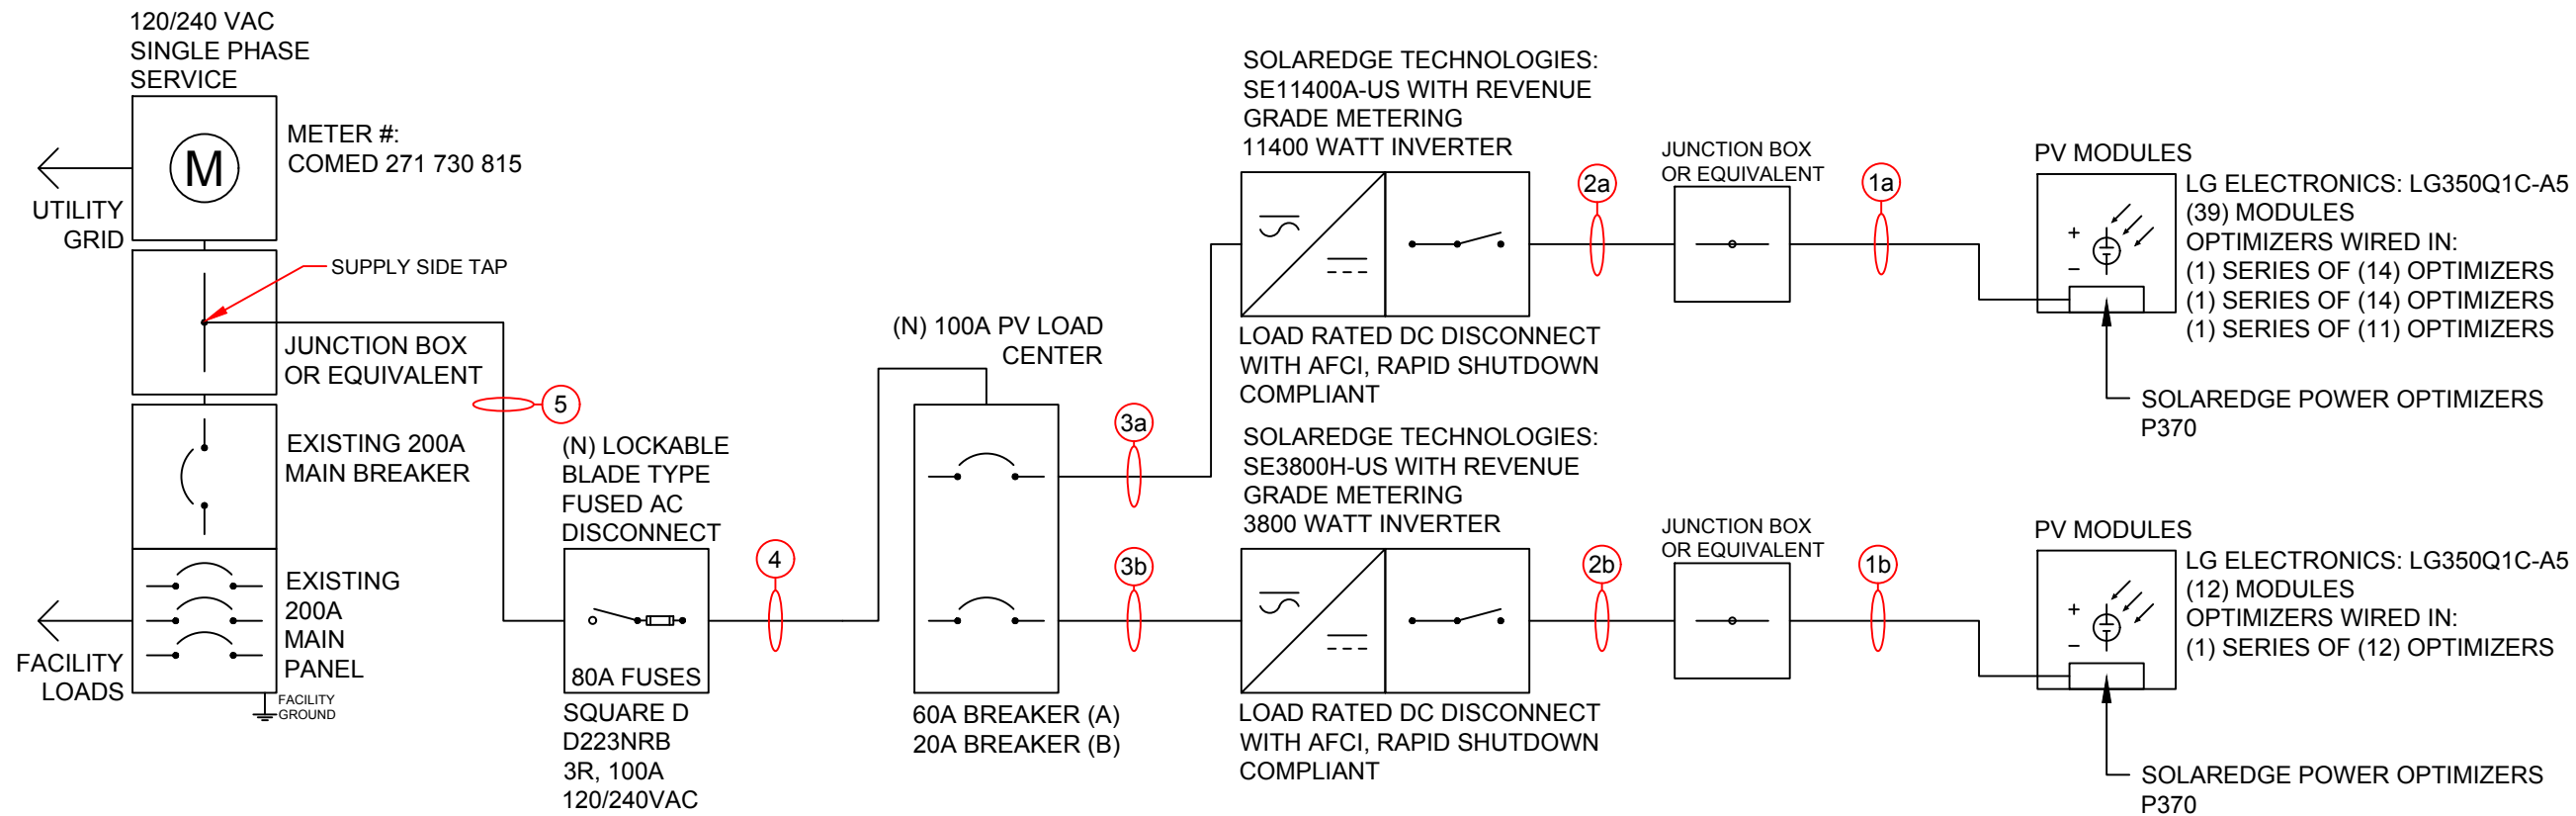 120/240 VAC
SINGLE PHASE
SERVICE
M
METER #:
COMED 271 730 815
UTILITY
GRID
SUPPLY SIDE TAP
JUNCTION BOX
OR EQUIVALENT
5
EXISTING 200A
MAIN BREAKER
EXISTING
200A
MAIN
PANEL
FACILITY
LOADS
FACILITY
GROUND
(N) LOCKABLE
BLADE TYPE
FUSED AC
DISCONNECT
80A FUSES
SQUARE D
D223NRB
3R, 100A
120/240VAC
4
(N) 100A PV LOAD
CENTER
60A BREAKER (A)
20A BREAKER (B)
3a
3b
SOLAREDGE TECHNOLOGIES:
SE11400A-US WITH REVENUE
GRADE METERING
11400 WATT INVERTER
LOAD RATED DC DISCONNECT
WITH AFCI, RAPID SHUTDOWN
COMPLIANT
2a
JUNCTION BOX
OR EQUIVALENT
1a
PV MODULES
+
−
LG ELECTRONICS: LG350Q1C-A5
(39) MODULES
OPTIMIZERS WIRED IN:
(1) SERIES OF (14) OPTIMIZERS
(1) SERIES OF (14) OPTIMIZERS
(1) SERIES OF (11) OPTIMIZERS
SOLAREDGE POWER OPTIMIZERS
P370
SOLAREDGE TECHNOLOGIES:
SE3800H-US WITH REVENUE
GRADE METERING
3800 WATT INVERTER
LOAD RATED DC DISCONNECT
WITH AFCI, RAPID SHUTDOWN
COMPLIANT
2b
JUNCTION BOX
OR EQUIVALENT
1b
PV MODULES
+
−
LG ELECTRONICS: LG350Q1C-A5
(12) MODULES
OPTIMIZERS WIRED IN:
(1) SERIES OF (12) OPTIMIZERS
SOLAREDGE POWER OPTIMIZERS
P370